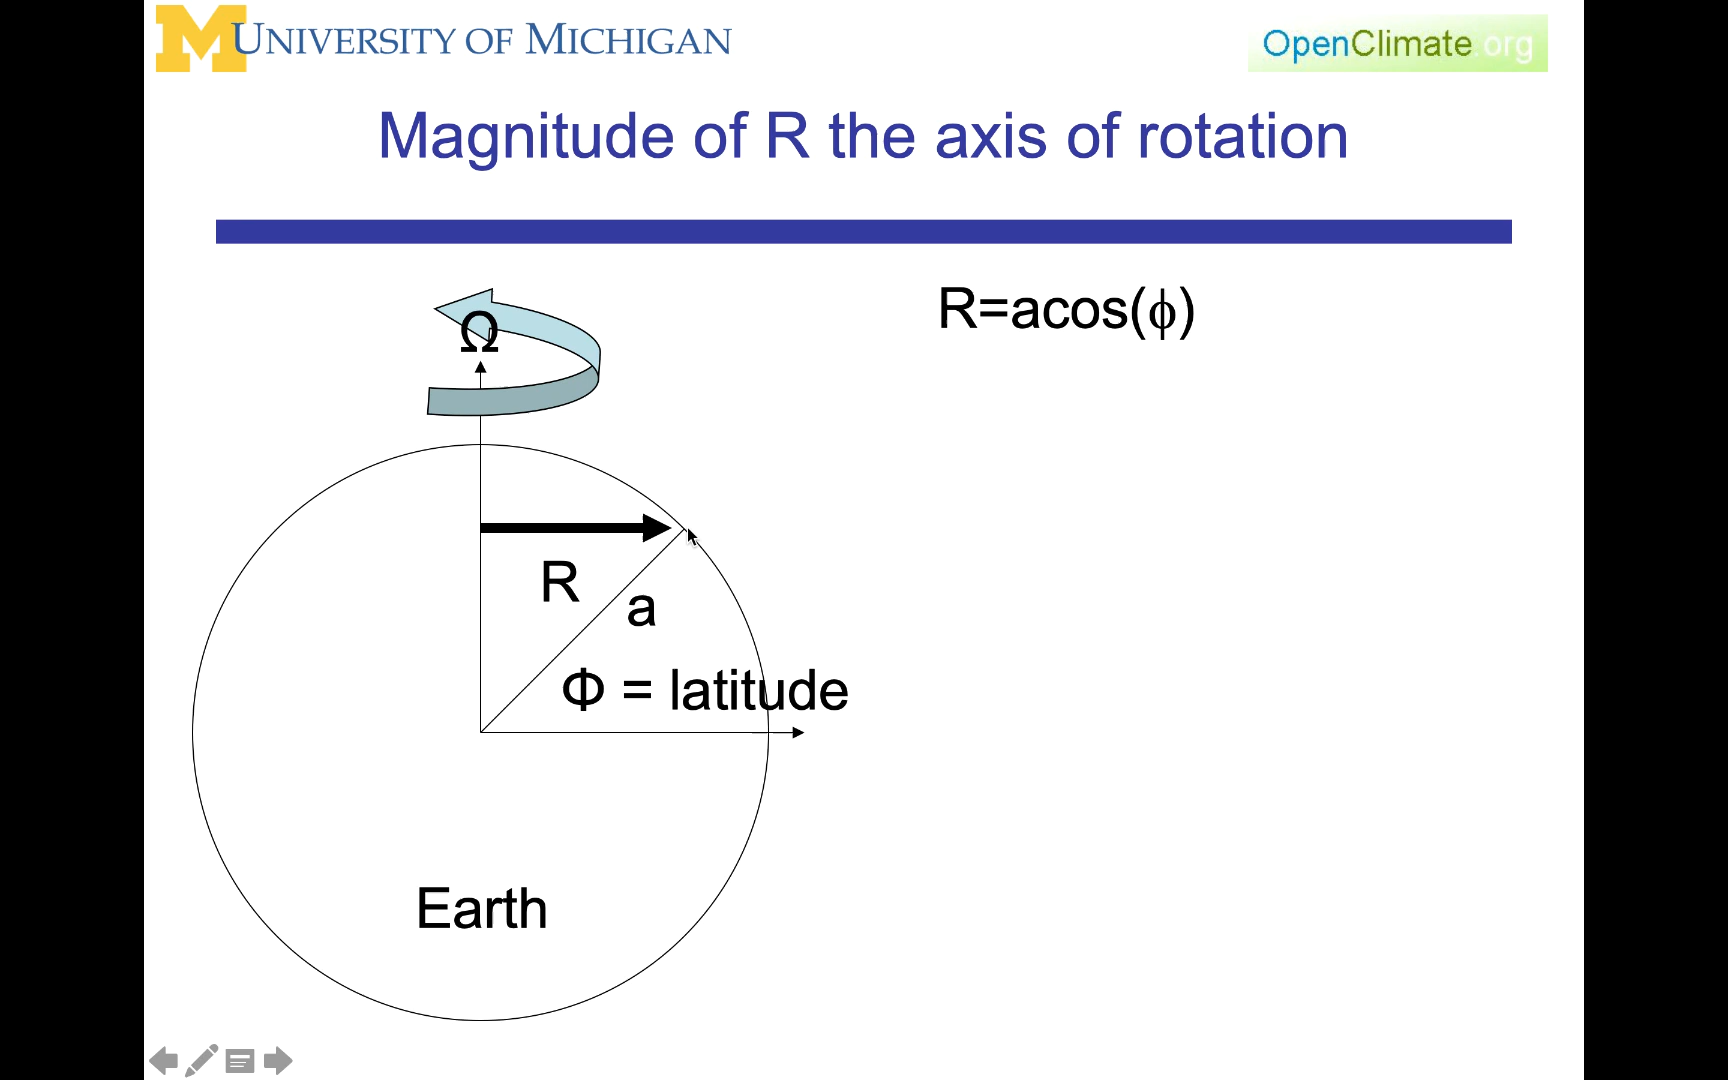 M UNIVERSITY OF MICHIGAN
OpenClimate.org
Magnitude of R the axis of rotation
R=acos(ϕ)
Ω
R
a
Φ = latitude
Earth